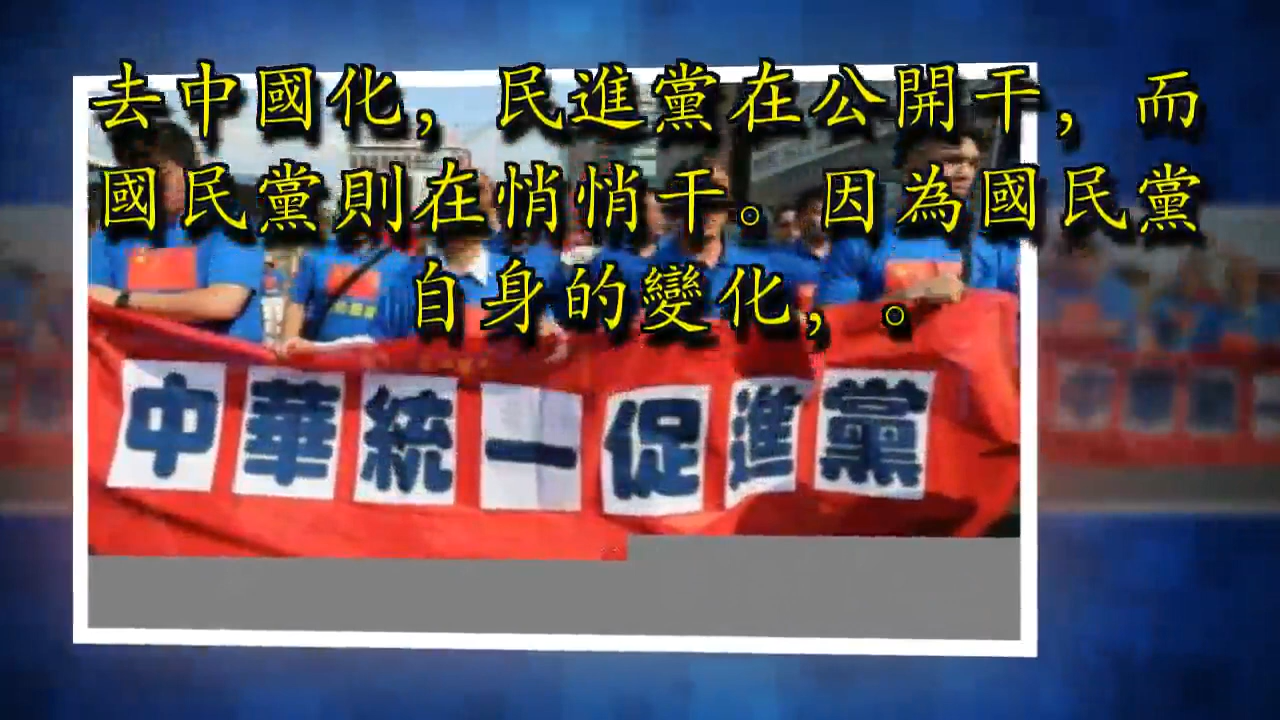 去中國化，民進黨在公開干，而
國民黨則在悄悄干。因為國民黨
自身的變化，。
中華統一促進黨